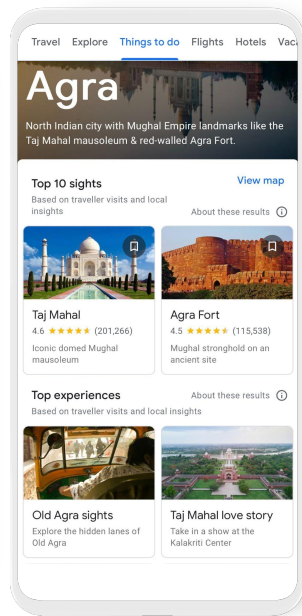 Travel Explore Things to do Flights Hotels Vaca
Agra
North Indian city with Mughal Empire landmarks like the
Taj Mahal mausoleum & red-walled Agra Fort.
Top 10 sights
View map
Based on traveller visits and local
insights
About these results
Taj Mahal
4.6 ★★★★★ (201,266)
Iconic domed Mughal
mausoleum
Agra Fort
4.5 ★★★★★ (115,538)
Mughal stronghold on an
ancient site
Top experiences
About these results
Based on traveller visits and local insights
Old Agra sights
Explore the hidden lanes of
Old Agra
Taj Mahal love story
Take in a show at the
Kalakriti Center